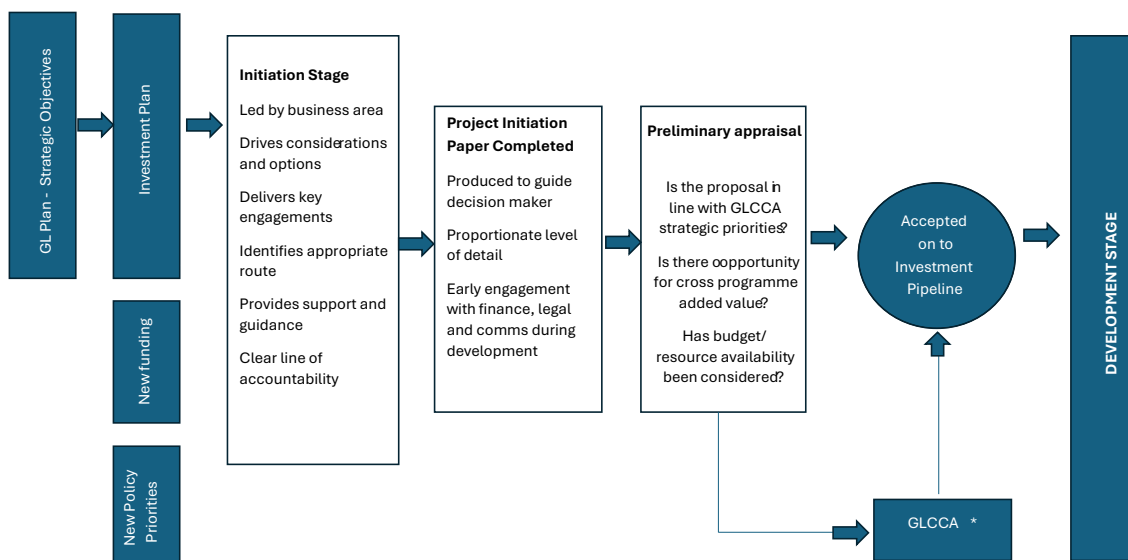 GL Plan - Strategic Objectives
Investment Plan
New funding
New Policy
Priorities
Initiation Stage
Led by business area
Drives considerations
and options
Delivers key
engagements
Identifies appropriate
route
Provides support and
guidance
Clear line of
accountability
Project Initiation
Paper Completed
Produced to guide
decision maker
Proportionate level
of detail
Early engagement
with finance, legal
and comms during
development
Preliminary appraisal
Is the proposal in
line with GLCCA
strategic priorities?
Is there oopportunity
for cross programme
added value?
Has budget/
resource availability
been considered?
Accepted
on to
Investment
Pipeline
GLCCA *
DEVELOPMENT STAGE